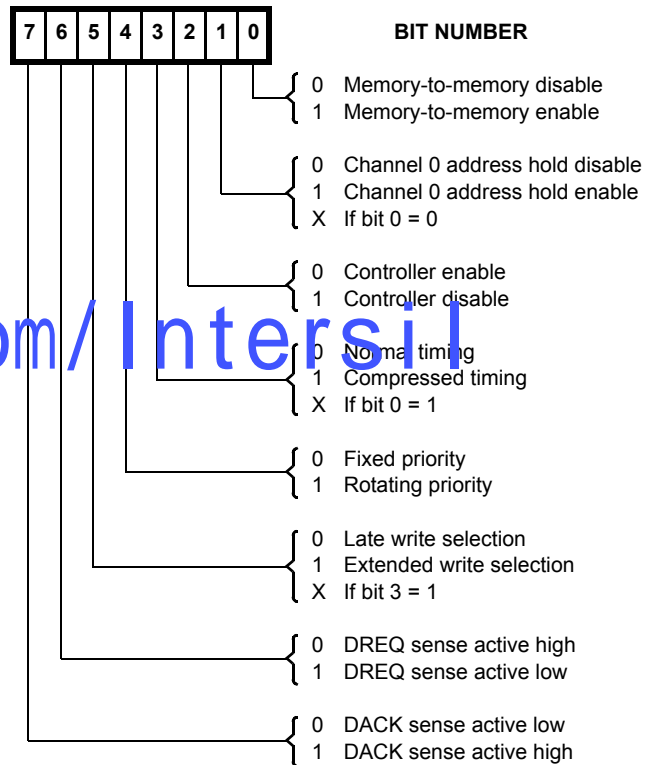 7 6 5 4 3 2 1 0 BIT NUMBER
0 Memory-to-memory disable
1 Memory-to-memory enable
0 Channel 0 address hold disable
1 Channel 0 address hold enable
X If bit 0 = 0
0 Controller enable
1 Controller disable
om/Intersil
0 Normal timing
1 Compressed timing
X If bit 0 = 1
0 Fixed priority
1 Rotating priority
0 Late write selection
1 Extended write selection
X If bit 3 = 1
0 DREQ sense active high
1 DREQ sense active low
0 DACK sense active low
1 DACK sense active high